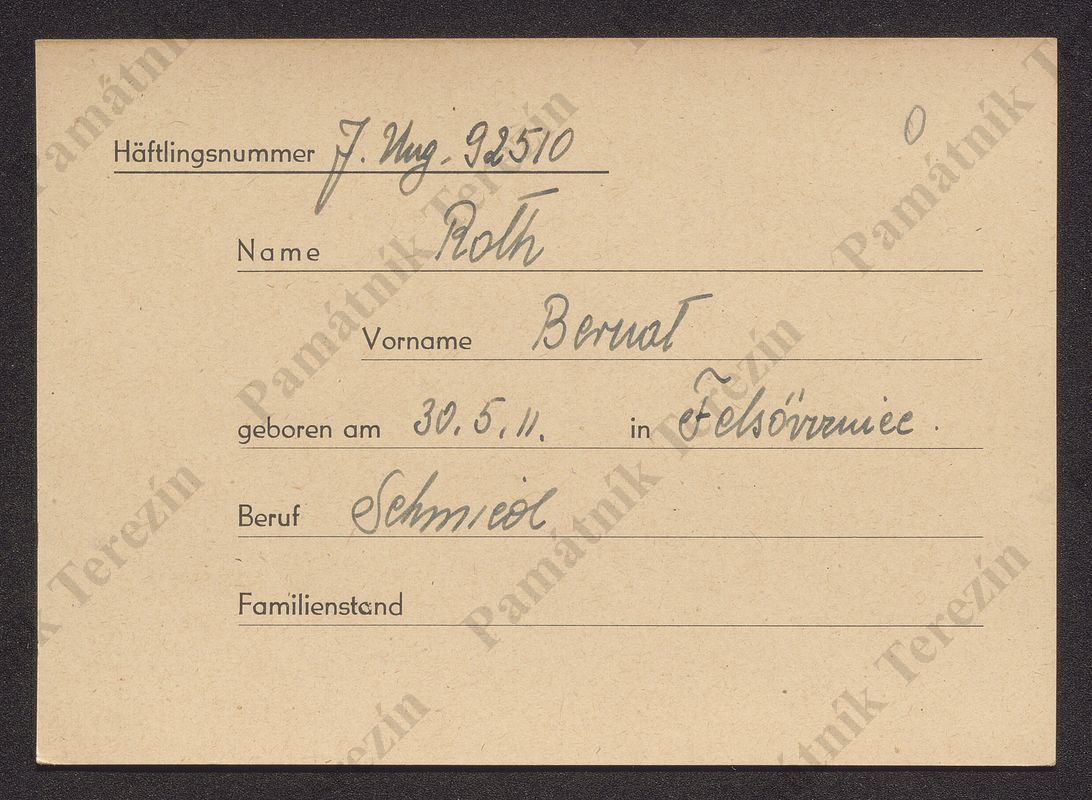 Häftlingsnummer J. Ung. 92510
0
Name Roth
Vorname Bernat
geboren am 30. 5. 11. in
Beruf Schmied
Familienstand
Památník Terezín